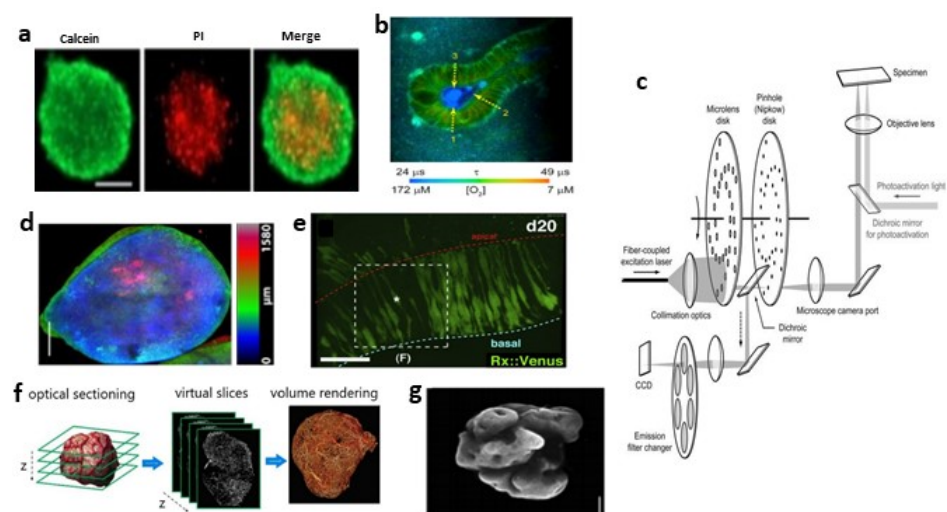 a
Calcein
PI
Merge
b
3
2
1
24 µs
τ
49 µs
172 µM
[O₂]
7 µM
c
Specimen
Microlens
disk
Pinhole
(Nipkow)
disk
Objective lens
Photoactivation light
Dichroic mirror
for photoactivation
Fiber-coupled
excitation laser
Collimation optics
Microscope camera port
Dichroic
mirror
CCD
Emission
filter changer
d
1580
µm
0
e
d20
apical
*
(F)
basal
Rx::Venus
f
optical sectioning
virtual slices
volume rendering
z
z
g